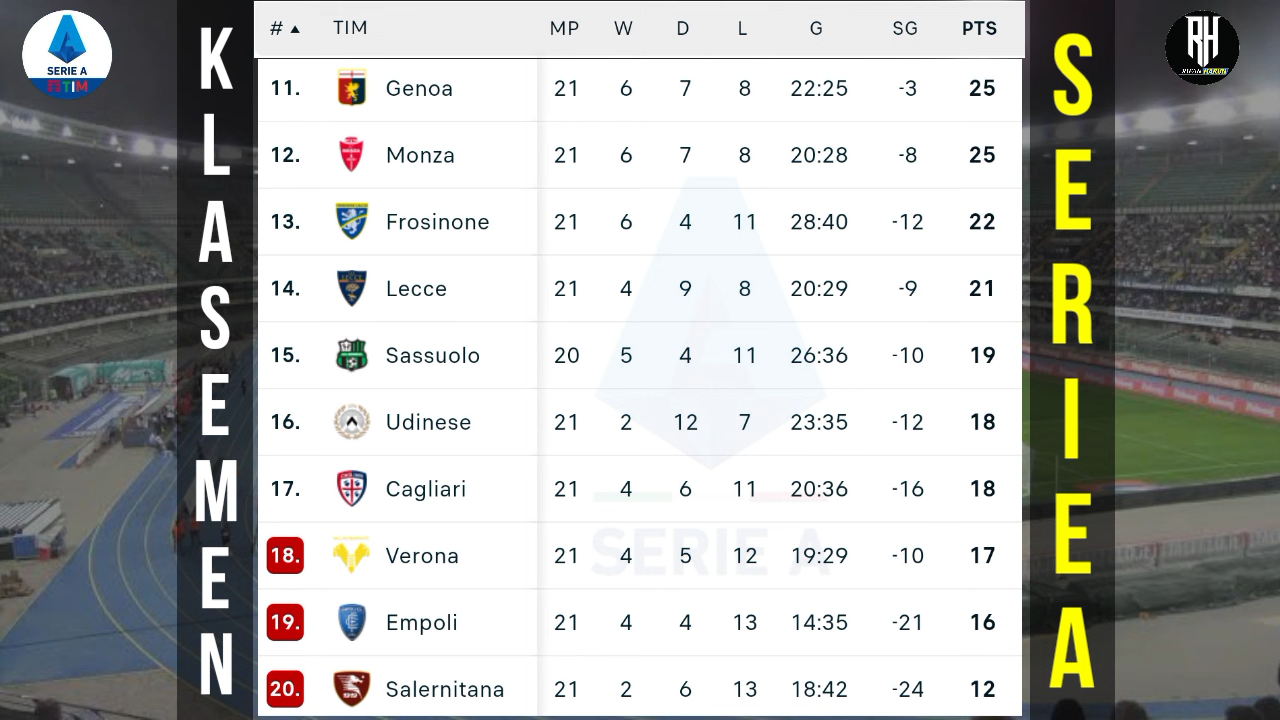 SERIE A
TIM
KLASEMEN
# ▲ TIM MP W D L G SG PTS
11. Genoa 21 6 7 8 22:25 -3 25
12. Monza 21 6 7 8 20:28 -8 25
13. Frosinone 21 6 4 11 28:40 -12 22
14. Lecce 21 4 9 8 20:29 -9 21
15. Sassuolo 20 5 4 11 26:36 -10 19
16. Udinese 21 2 12 7 23:35 -12 18
17. Cagliari 21 4 6 11 20:36 -16 18
18. Verona 21 4 5 12 19:29 -10 17
19. Empoli 21 4 4 13 14:35 -21 16
20. Salernitana 21 2 6 13 18:42 -24 12
SERIE A
SERIE A
RH